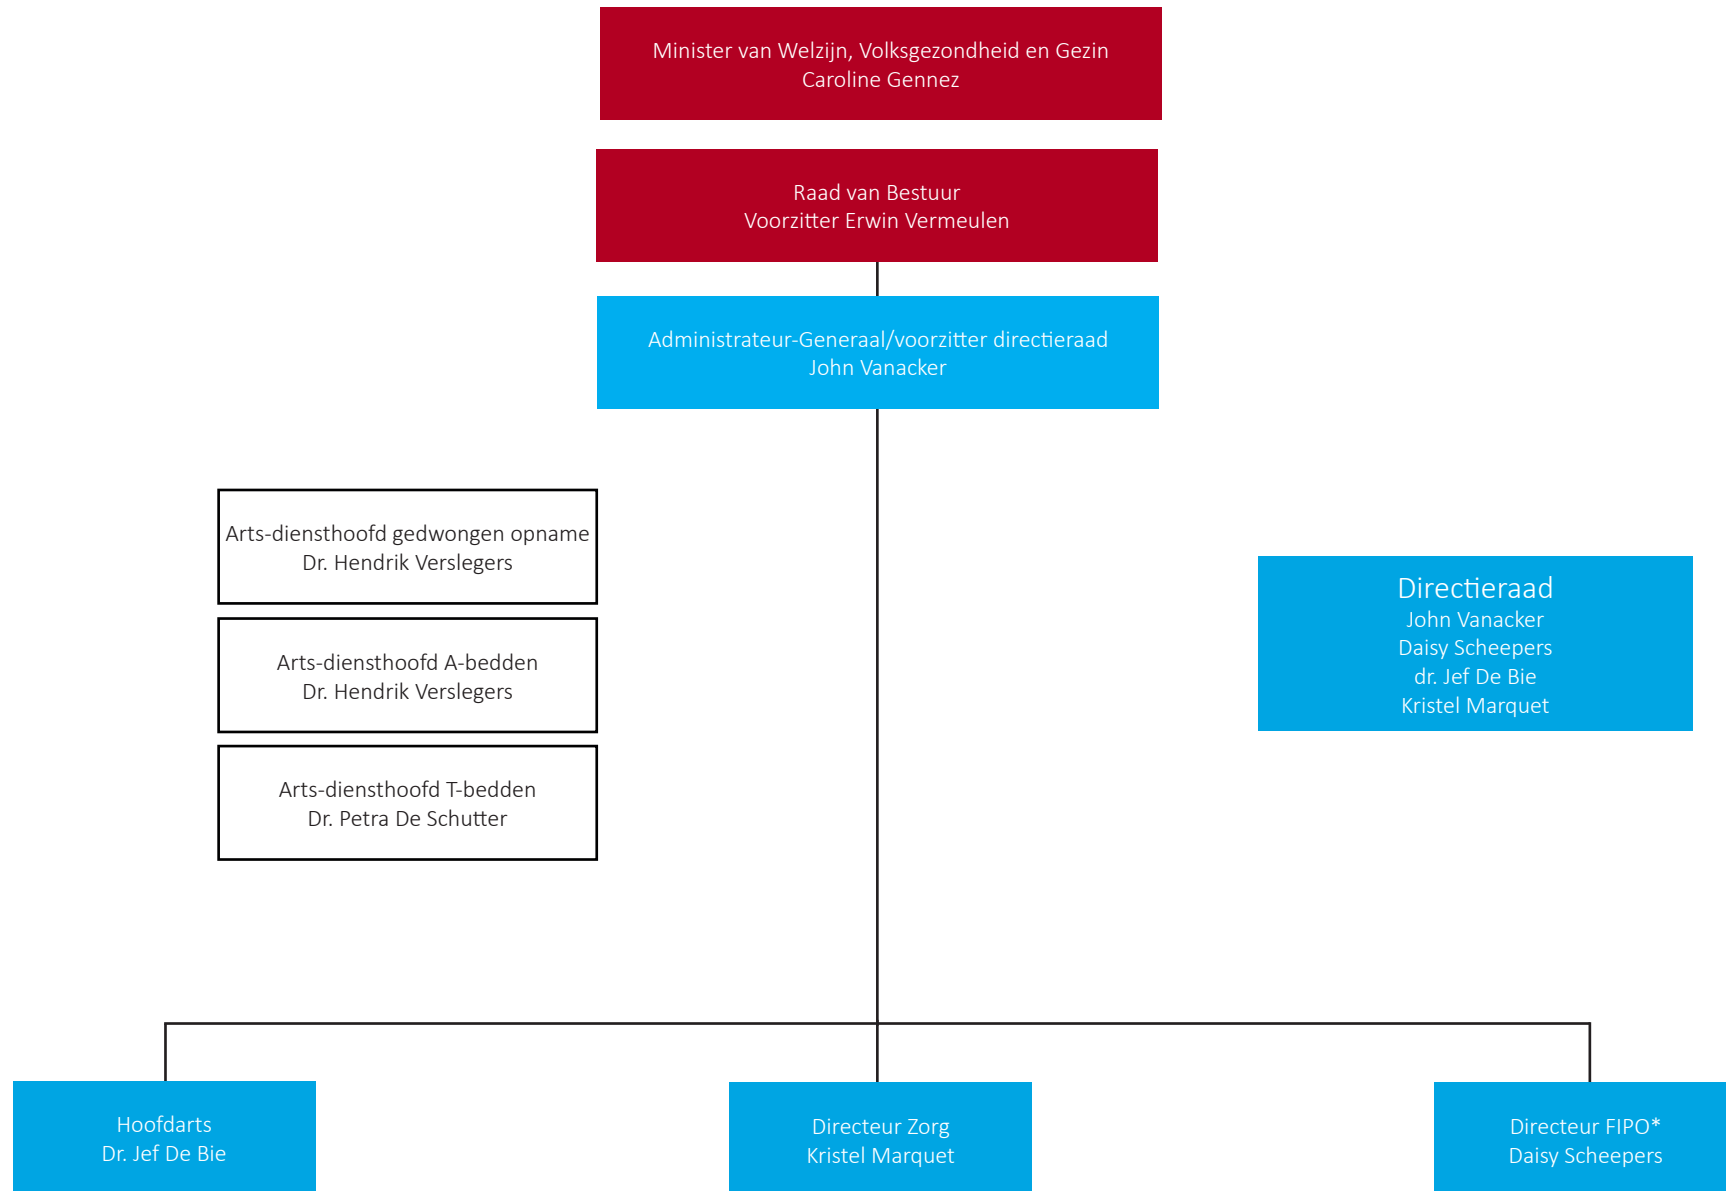 Minister van Welzijn, Volksgezondheid en Gezin
Caroline Gennez
Raad van Bestuur
Voorzitter Erwin Vermeulen
Administrateur-Generaal/voorzitter directieraad
John Vanacker
Arts-diensthoofd gedwongen opname
Dr. Hendrik Verslegers
Arts-diensthoofd A-bedden
Dr. Hendrik Verslegers
Arts-diensthoofd T-bedden
Dr. Petra De Schutter
Directieraad
John Vanacker
Daisy Scheepers
dr. Jef De Bie
Kristel Marquet
Hoofdarts
Dr. Jef De Bie
Directeur Zorg
Kristel Marquet
Directeur FIPO*
Daisy Scheepers